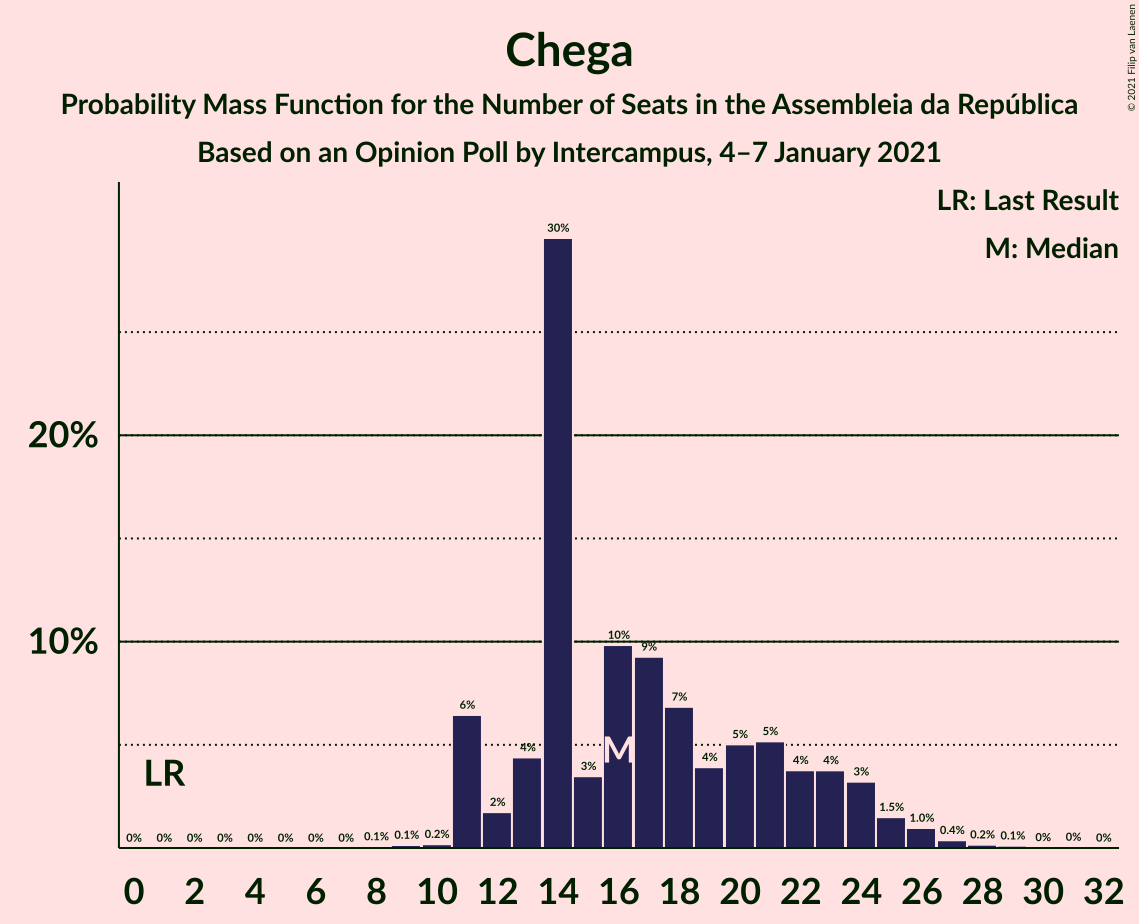 Chega
Probability Mass Function for the Number of Seats in the Assembleia da República
Based on an Opinion Poll by Intercampus, 4–7 January 2021
© 2021 Filip van Laenen
LR: Last Result
M: Median
30%
20%
10%
10%
9%
7%
6%
M
5%
5%
4%
4%
4%
4%
3%
3%
LR
2%
1.5%
1.0%
0% 0% 0% 0% 0% 0% 0% 0% 0.1% 0.1% 0.2% 0.4% 0.2% 0.1% 0% 0% 0%
0 2 4 6 8 10 12 14 16 18 20 22 24 26 28 30 32